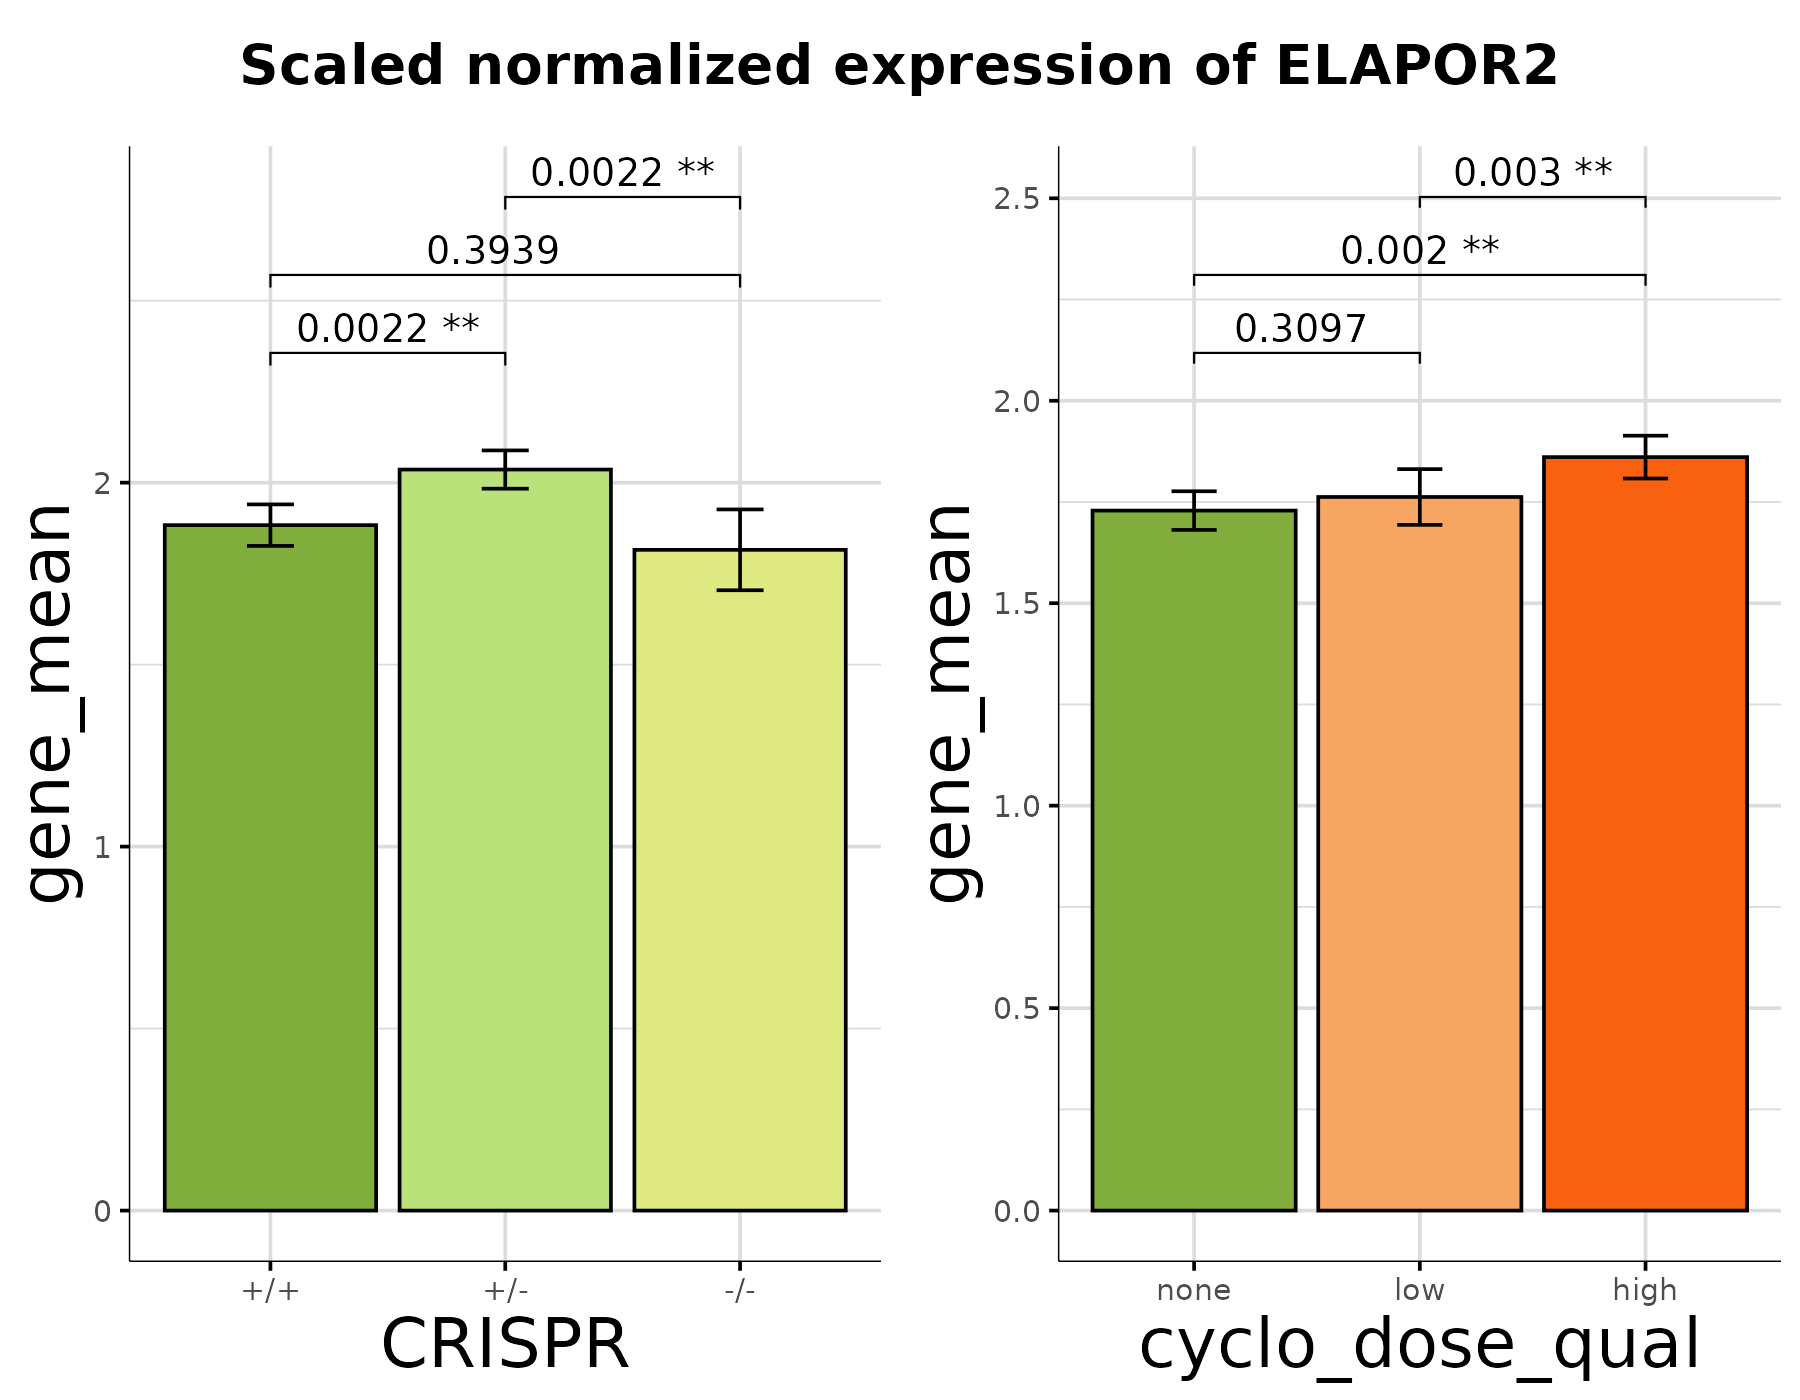 Scaled normalized expression of ELAPOR2
gene_mean
0.0022 **
0.3939
0.0022 **
2
1
0
+/+ +/- -/-
CRISPR
gene_mean
0.003 **
0.002 **
0.3097
2.5
2.0
1.5
1.0
0.5
0.0
none low high
cyclo_dose_qual